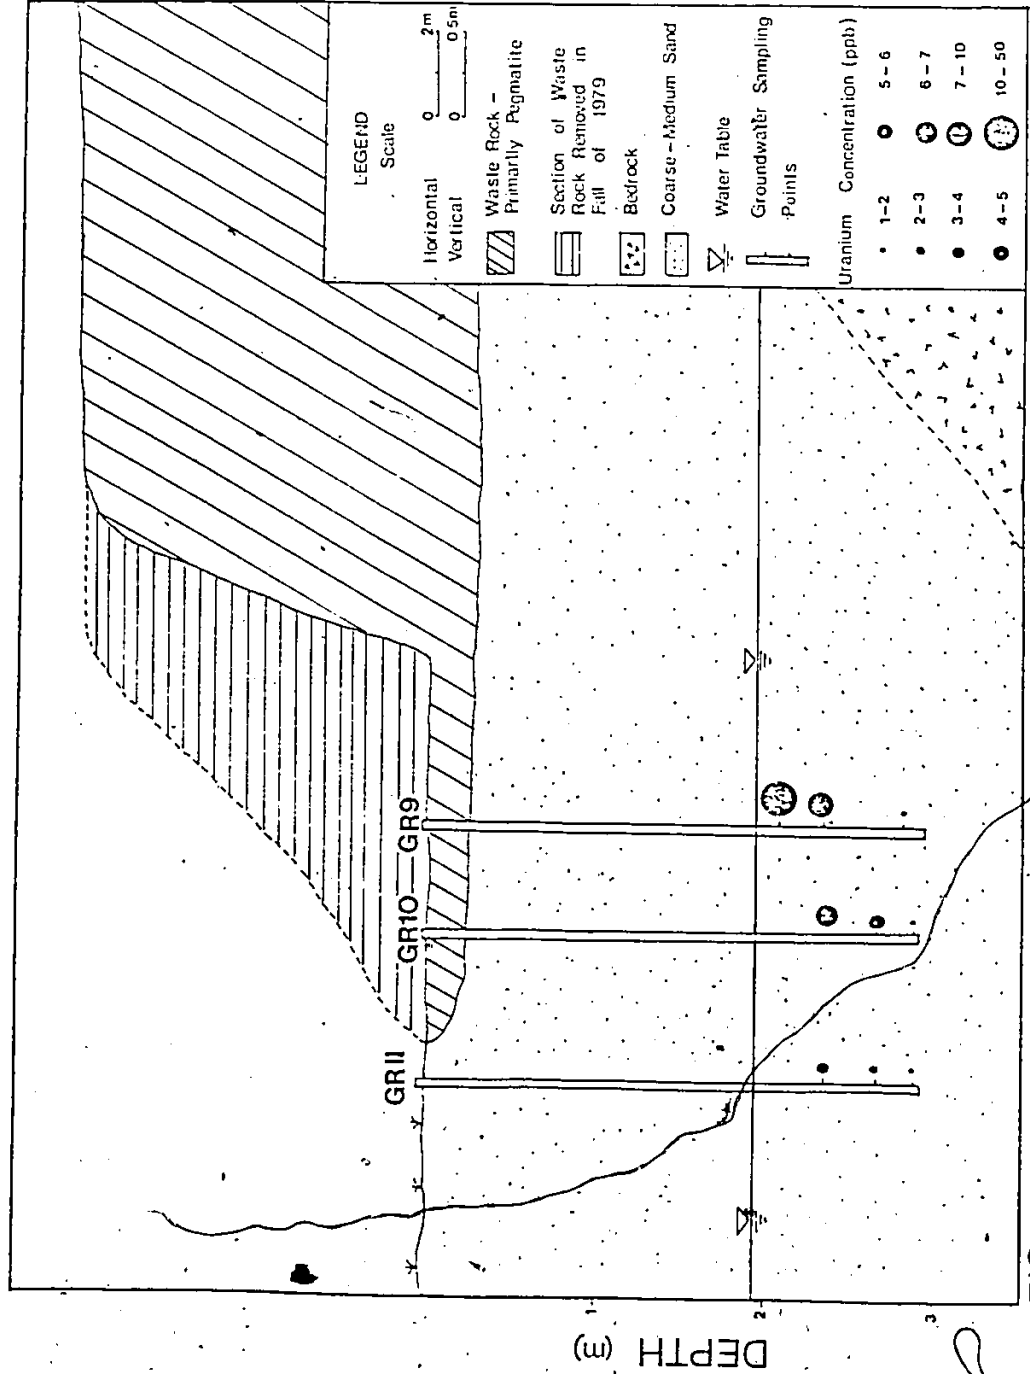 LEGEND
Scale
Horizontal 0 2m
Vertical 0 0.5m
Waste Rock -
Primarily Pegmatite
Section of Waste
Rock Removed in
Fall of 1979
Bedrock
Coarse-Medium Sand
Water Table
Groundwater Sampling
Points
Uranium Concentration (ppb)
1-2 5-6
2-3 6-7
3-4 7-10
4-5 10-50
GR11
GR10
GR9
DEPTH (m)
1
2
3